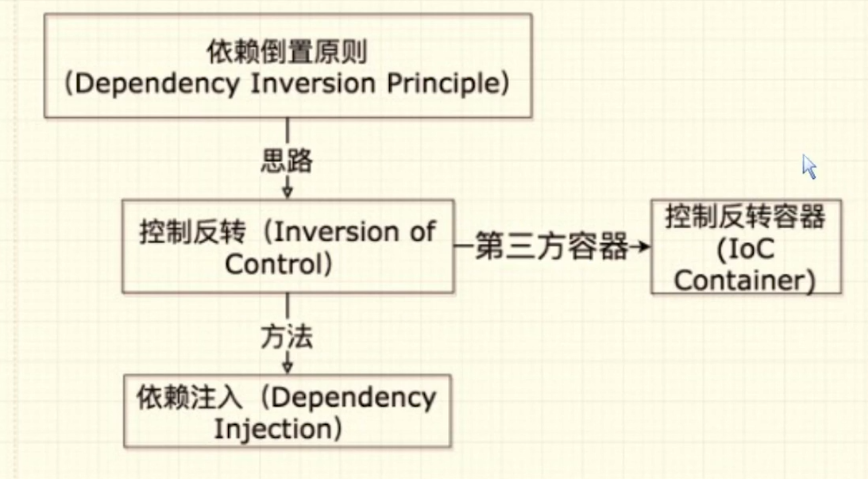 依赖倒置原则
（Dependency Inversion Principle）
思路
控制反转（Inversion of
Control）
第三方容器
控制反转容器
(IoC
Container)
方法
依赖注入（Dependency
Injection）